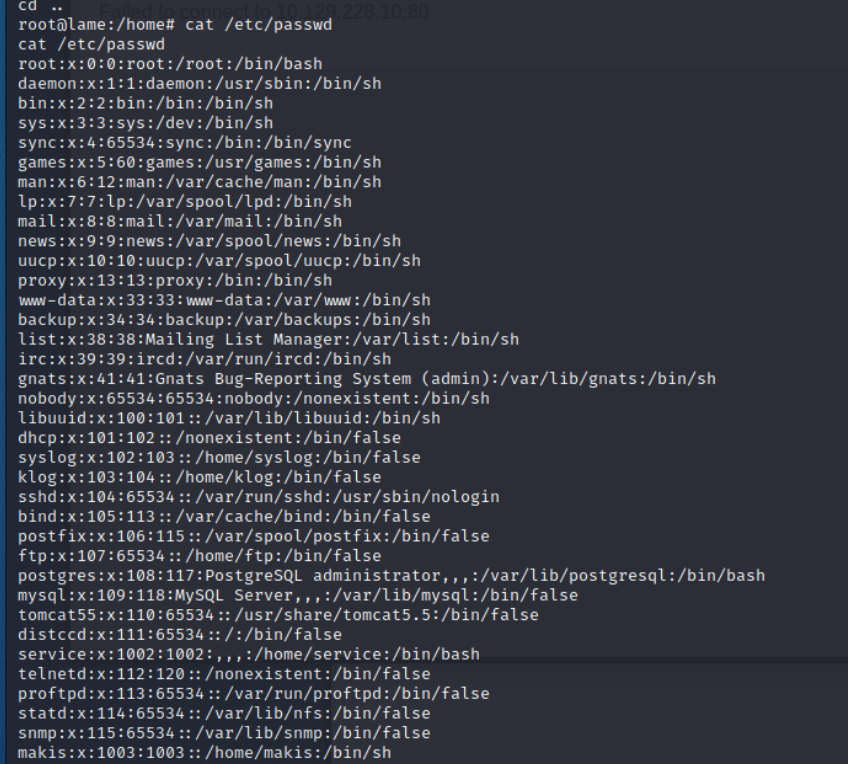 cd ..
Failed to connect to 10.129.228.10:80
root@lame:/home# cat /etc/passwd
cat /etc/passwd
root:x:0:0:root:/root:/bin/bash
daemon:x:1:1:daemon:/usr/sbin:/bin/sh
bin:x:2:2:bin:/bin:/bin/sh
sys:x:3:3:sys:/dev:/bin/sh
sync:x:4:65534:sync:/bin:/bin/sync
games:x:5:60:games:/usr/games:/bin/sh
man:x:6:12:man:/var/cache/man:/bin/sh
lp:x:7:7:lp:/var/spool/lpd:/bin/sh
mail:x:8:8:mail:/var/mail:/bin/sh
news:x:9:9:news:/var/spool/news:/bin/sh
uucp:x:10:10:uucp:/var/spool/uucp:/bin/sh
proxy:x:13:13:proxy:/bin:/bin/sh
www-data:x:33:33:www-data:/var/www:/bin/sh
backup:x:34:34:backup:/var/backups:/bin/sh
list:x:38:38:Mailing List Manager:/var/list:/bin/sh
irc:x:39:39:ircd:/var/run/ircd:/bin/sh
gnats:x:41:41:Gnats Bug-Reporting System (admin):/var/lib/gnats:/bin/sh
nobody:x:65534:65534:nobody:/nonexistent:/bin/sh
libuuid:x:100:101::/var/lib/libuuid:/bin/sh
dhcp:x:101:102::/nonexistent:/bin/false
syslog:x:102:103::/home/syslog:/bin/false
klog:x:103:104::/home/klog:/bin/false
sshd:x:104:65534::/var/run/sshd:/usr/sbin/nologin
bind:x:105:113::/var/cache/bind:/bin/false
postfix:x:106:115::/var/spool/postfix:/bin/false
ftp:x:107:65534::/home/ftp:/bin/false
postgres:x:108:117:PostgreSQL administrator,,,:/var/lib/postgresql:/bin/bash
mysql:x:109:118:MySQL Server,,,:/var/lib/mysql:/bin/false
tomcat55:x:110:65534::/usr/share/tomcat5.5:/bin/false
distccd:x:111:65534::/:/bin/false
service:x:1002:1002:,,,:/home/service:/bin/bash
telnetd:x:112:120::/nonexistent:/bin/false
proftpd:x:113:65534::/var/run/proftpd:/bin/false
statd:x:114:65534::/var/lib/nfs:/bin/false
snmp:x:115:65534::/var/lib/snmp:/bin/false
makis:x:1003:1003::/home/makis:/bin/sh